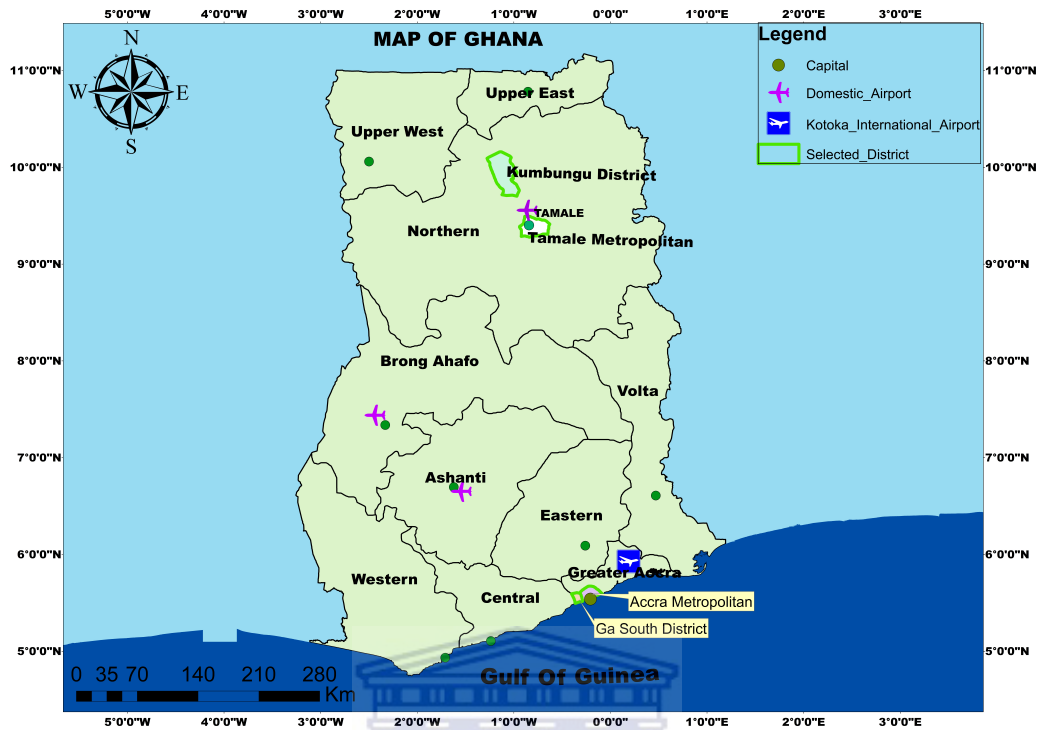 5°0'0"W 4°0'0"W 3°0'0"W 2°0'0"W 1°0'0"W 0°0'0" 1°0'0"E 2°0'0"E 3°0'0"E
MAP OF GHANA
N
W E
S
Legend
Capital
Domestic_Airport
Kotoka_International_Airport
Selected_District
11°0'0"N 11°0'0"N
Upper East
Upper West
10°0'0"N 10°0'0"N
Kumbungu District
TAMALE
Northern
Tamale Metropolitan
9°0'0"N 9°0'0"N
8°0'0"N 8°0'0"N
Brong Ahafo
Volta
7°0'0"N 7°0'0"N
Ashanti
Eastern
6°0'0"N 6°0'0"N
Greater Accra
Western
Central
Accra Metropolitan
Ga South District
5°0'0"N 5°0'0"N
Gulf Of Guinea
0 35 70 140 210 280
Km
5°0'0"W 4°0'0"W 3°0'0"W 2°0'0"W 1°0'0"W 0°0'0" 1°0'0"E 2°0'0"E 3°0'0"E